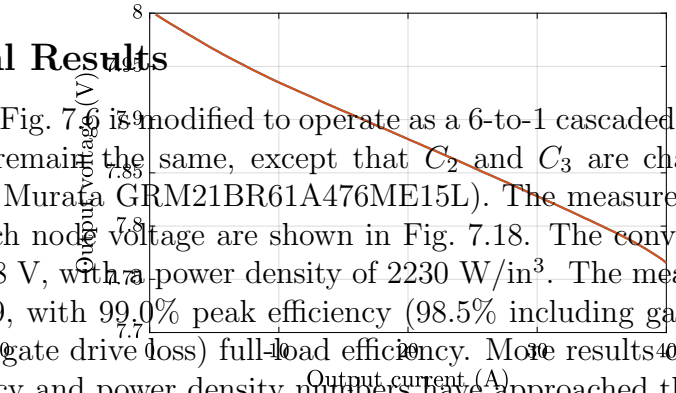 al Results
Fig. 7.6 is modified to operate as a 6-to-1 cascaded
remain the same, except that C2 and C3 are cha
Murata GRM21BR61A476ME15L). The measure
ch node voltage are shown in Fig. 7.18. The conv
8 V, with a power density of 2230 W/in³. The mea
9, with 99.0% peak efficiency (98.5% including ga
gate drive loss) full-load efficiency. More results
cy and power density numbers have approached th
8
7.95
7.9
7.85
7.8
7.75
7.7
0 10 20 30 40
Output voltage (V)
Output current (A)